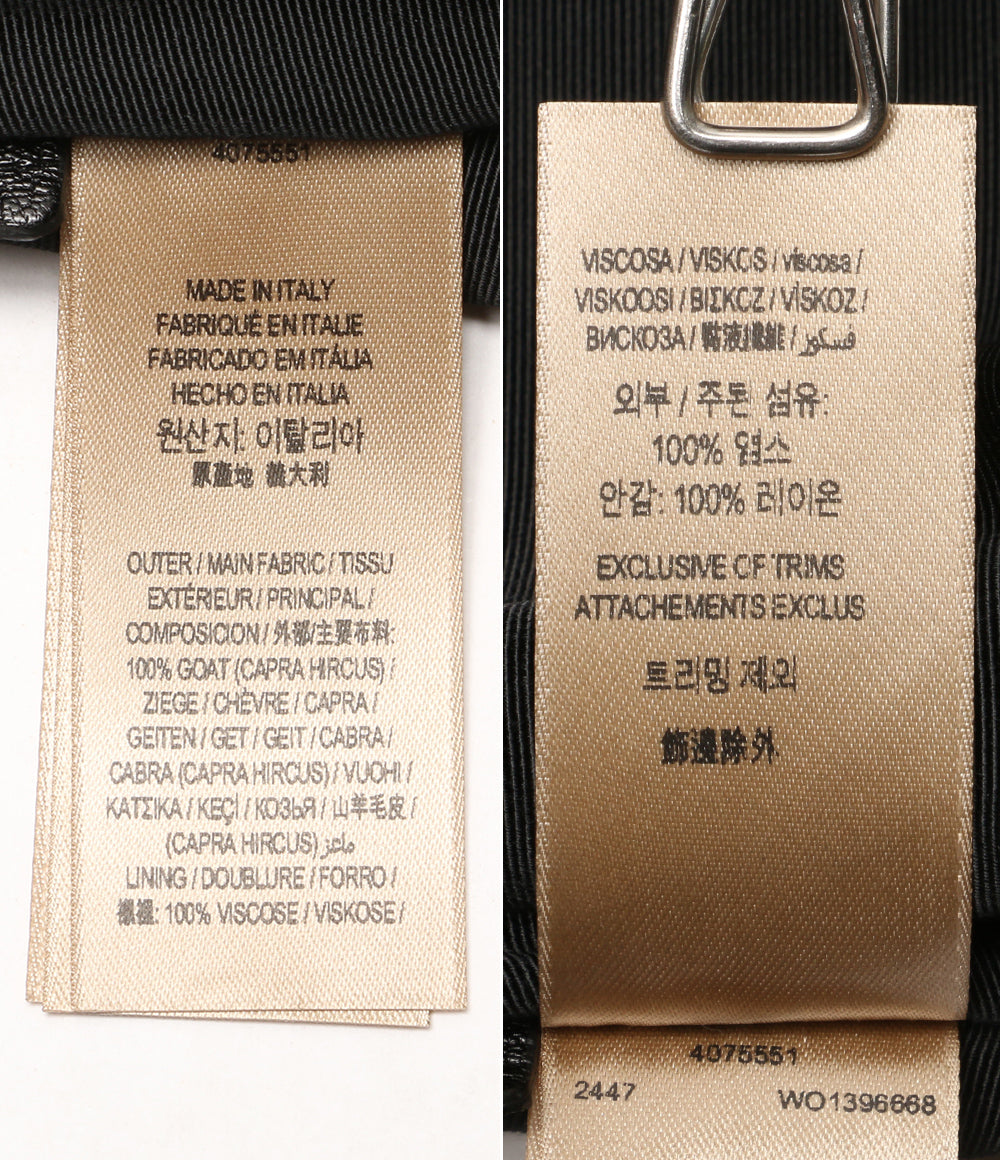 4075551
MADE IN ITALY
FABRIQUÉ EN ITALIE
FABRICADO EM ITÁLIA
HECHO EN ITALIA
원산지: 이탈리아
原產地 義大利
OUTER / MAIN FABRIC / TISSU
EXTÉRIEUR / PRINCIPAL /
COMPOSICION / 外部/主要布料:
100% GOAT (CAPRA HIRCUS) /
ZIEGE / CHÈVRE / CAPRA /
GEITEN / GET / GEIT / CABRA /
CABRA (CAPRA HIRCUS) / VUOHI /
ΚΑΤΣΙΚΑ / KEÇİ / КОЗЬЯ / 山羊毛皮 /
(CAPRA HIRCUS) ماعز
LINING / DOUBLURE / FORRO /
裡: 100% VISCOSE / VISKOSE /
VISCOSA / VISKOS / viscosa /
VISKOOSI / ΒΙΣΚΟΖ / VİSKOZ /
ВИСКОЗА / 黏液纖維 / فسكوز
외부 / 주돈 섬유:
100% 염소
안감: 100% 레이온
EXCLUSIVE OF TRIMS
ATTACHEMENTS EXCLUS
트리밍 제외
飾邊除外
4075551
2447 WO1396668